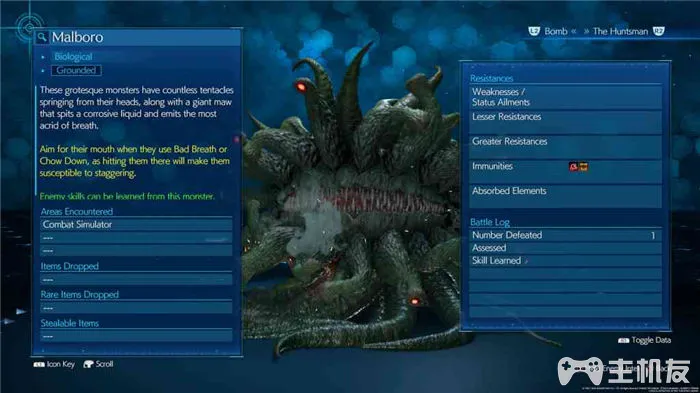 Malboro
Biological
Grounded
These grotesque monsters have countless tentacles
springing from their heads, along with a giant maw
that spits a corrosive liquid and emits the most
acrid of breath.
Aim for their mouth when they use Bad Breath or
Chow Down, as hitting them there will make them
susceptible to staggering.
Enemy skills can be learned from this monster.
Areas Encountered
Combat Simulator
---
---
Items Dropped
---
Rare Items Dropped
---
Stealable Items
---
Icon Key
Scroll
L2 Bomb « » The Huntsman R2
Resistances
Weaknesses /
Status Ailments
Lesser Resistances
Greater Resistances
Immunities
Absorbed Elements
Battle Log
Number Defeated 1
Assessed
Skill Learned
Toggle Data
Enemy Intel
Back
主机友